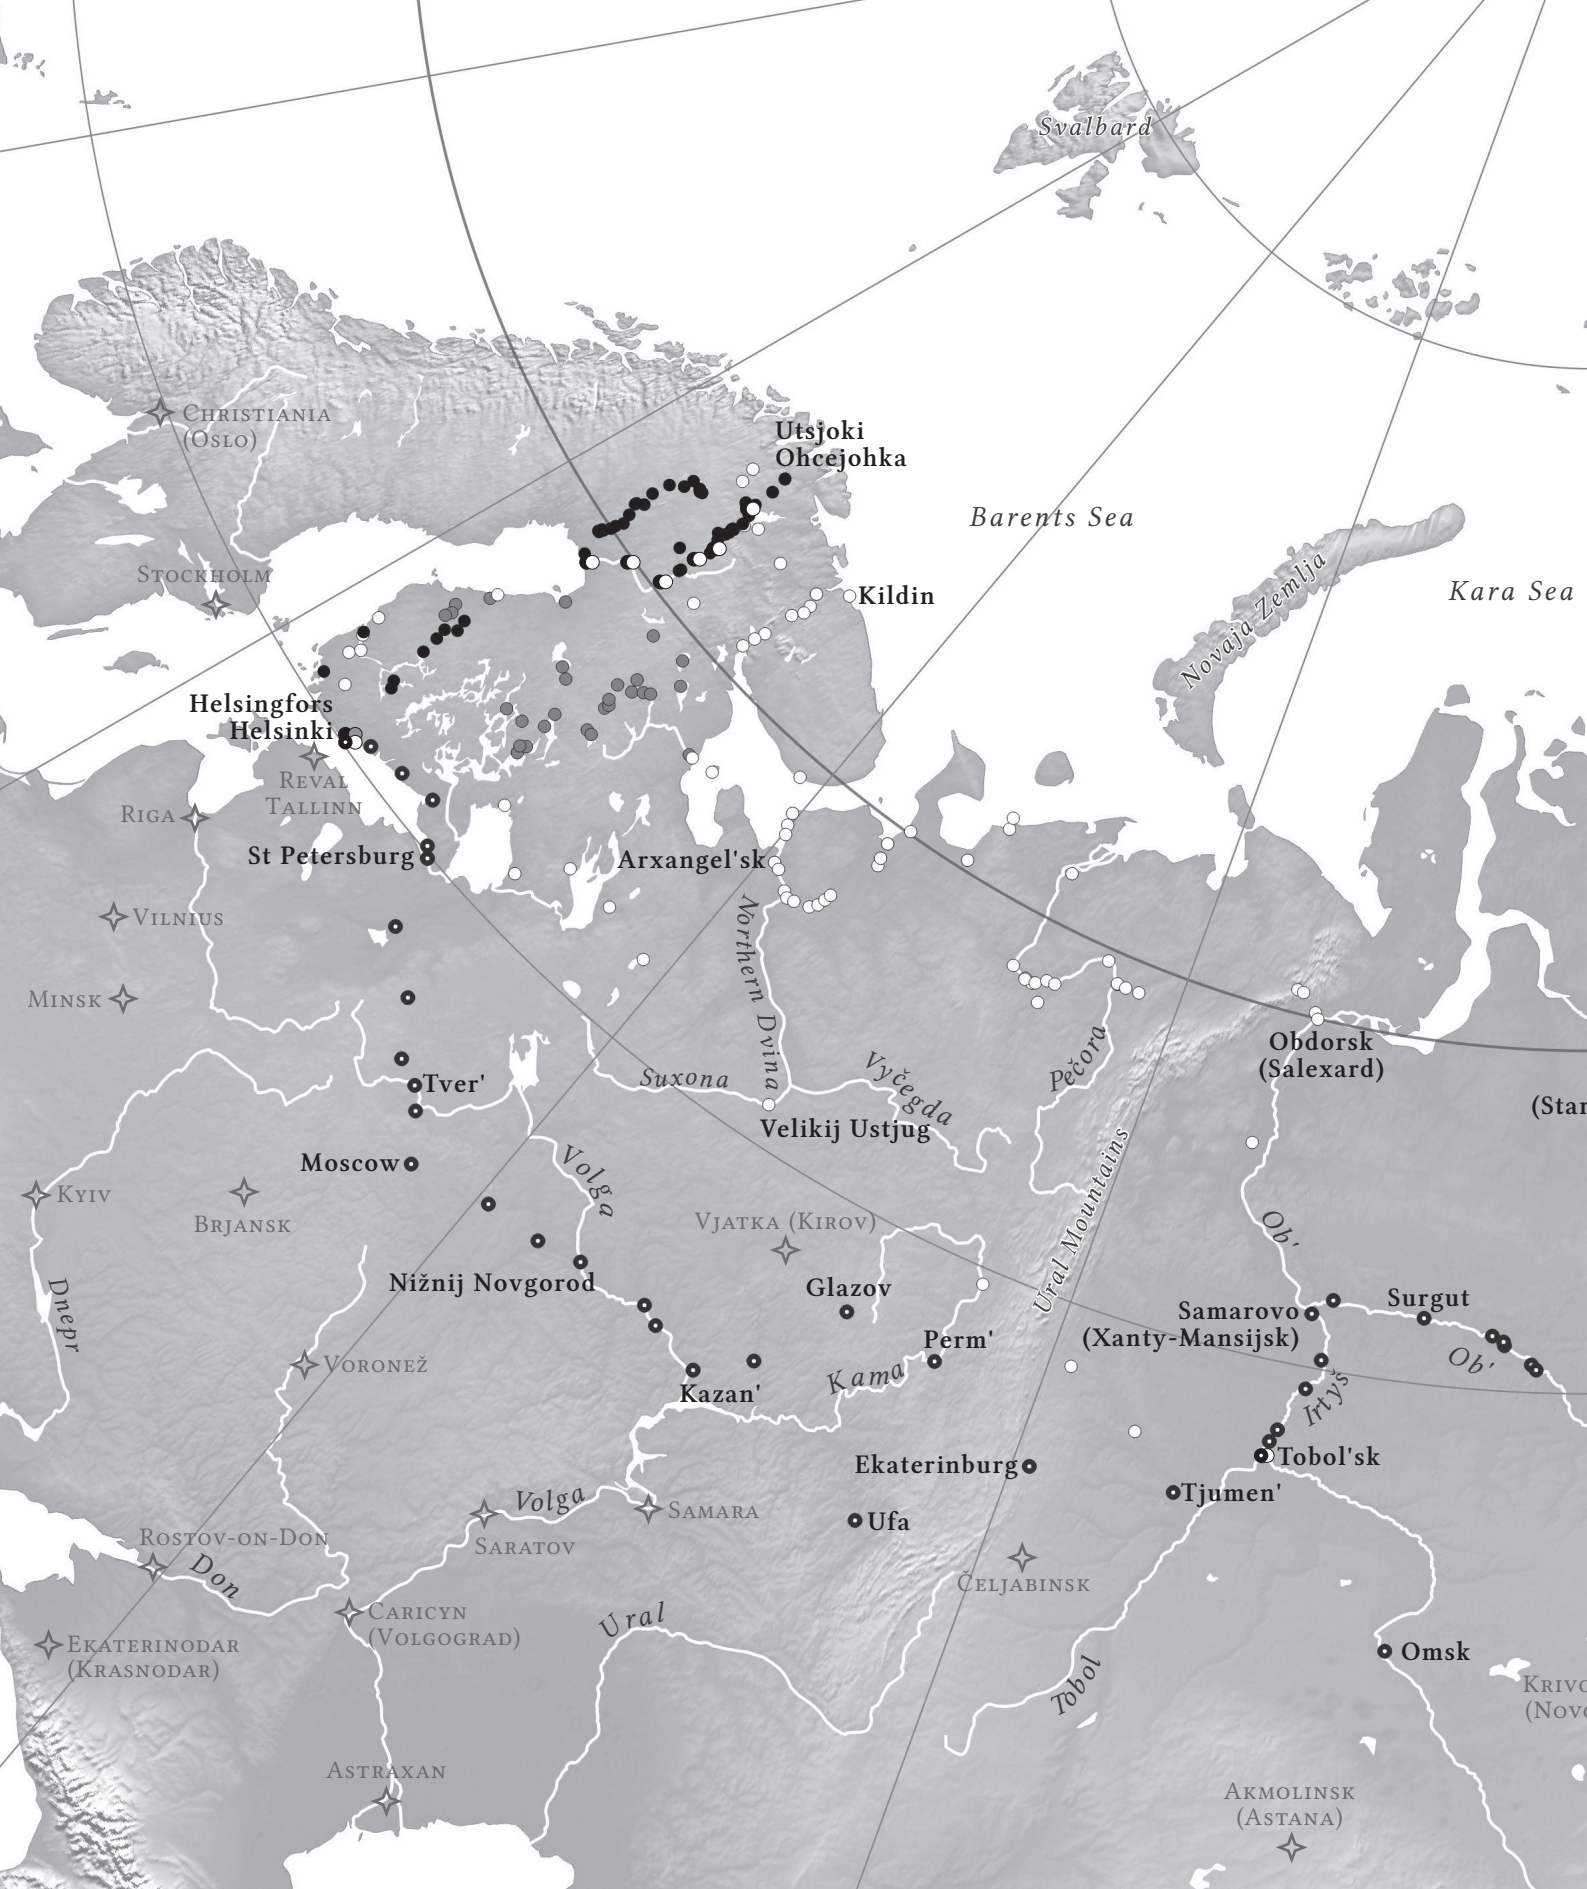 Svalbard
Christiania
(Oslo)
Utsjoki
Ohcejohka
Barents Sea
Stockholm
Kildin
Novaja Zemlja
Kara Sea
Helsingfors
Helsinki
Reval
Tallinn
Riga
St Petersburg
Arxangel'sk
Vilnius
Northern Dvina
Minsk
Pečora
Obdorsk
(Salexard)
Tver'
Suxona
Vyčegda
(Star
Velikij Ustjug
Moscow
Volga
Ural Mountains
Kyiv
Brjansk
Vjatka (Kirov)
Ob'
Nižnij Novgorod
Glazov
Dnepr
Samarovo
(Xanty-Mansijsk)
Surgut
Perm'
Voronež
Ob'
Kazan'
Kama
Irtyš
Ekaterinburg
Tobol'sk
Tjumen'
Volga
Samara
Ufa
Rostov-on-Don
Saratov
Don
Čeljabinsk
Caricyn
(Volgograd)
Ural
Ekaterinodar
(Krasnodar)
Omsk
Tobol
Krivo
(Novo
Astraxan
Akmolinsk
(Astana)